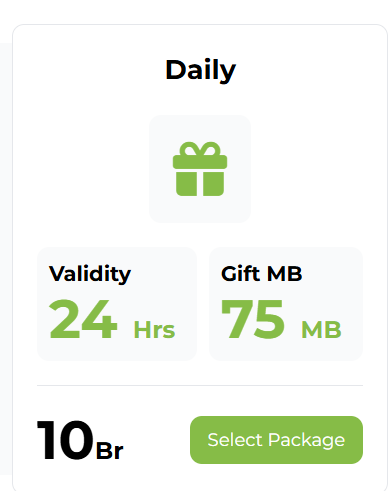 Daily
Validity
24 Hrs
Gift MB
75 MB
10Br
Select Package